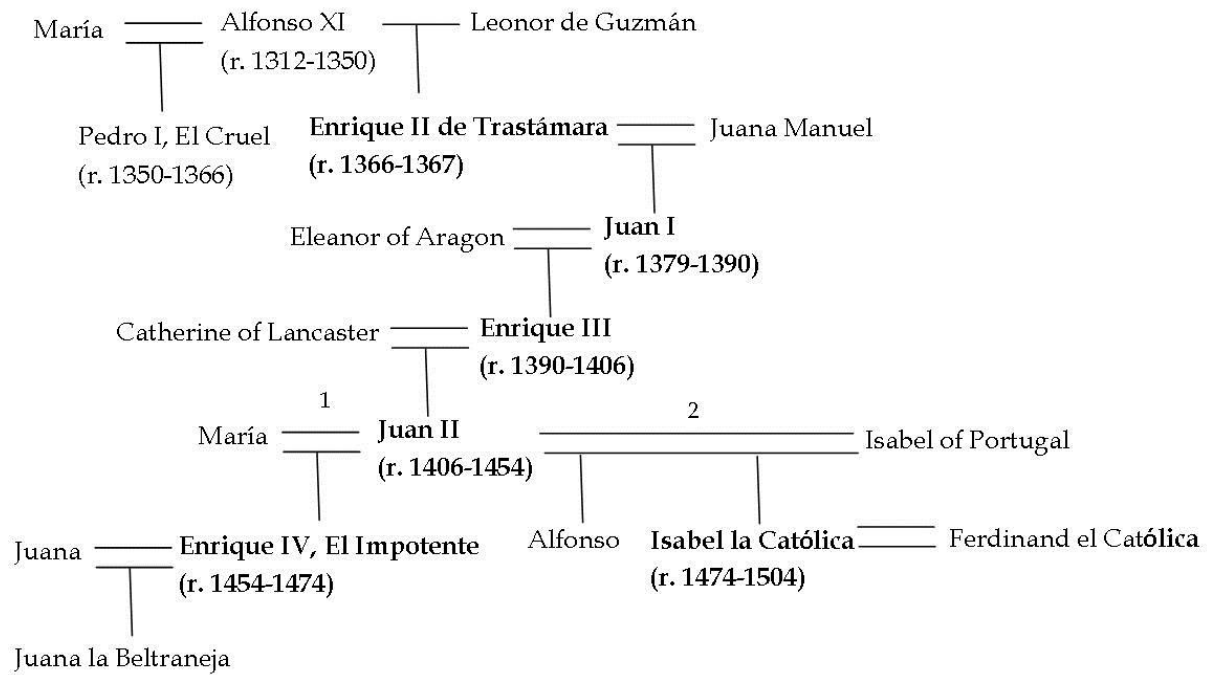 María
Alfonso XI
(r. 1312-1350)
Leonor de Guzmán
Pedro I, El Cruel
(r. 1350-1366)
Enrique II de Trastámara
(r. 1366-1367)
Juana Manuel
Eleanor of Aragon
Juan I
(r. 1379-1390)
Catherine of Lancaster
Enrique III
(r. 1390-1406)
1
2
María
Juan II
(r. 1406-1454)
Isabel of Portugal
Juana
Enrique IV, El Impotente
(r. 1454-1474)
Alfonso
Isabel la Católica
(r. 1474-1504)
Ferdinand el Católica
Juana la Beltraneja